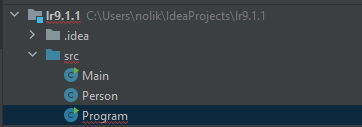 lr9.1.1 C:\Users\nolik\IdeaProjects\lr9.1.1
.idea
src
Main
Person
Program